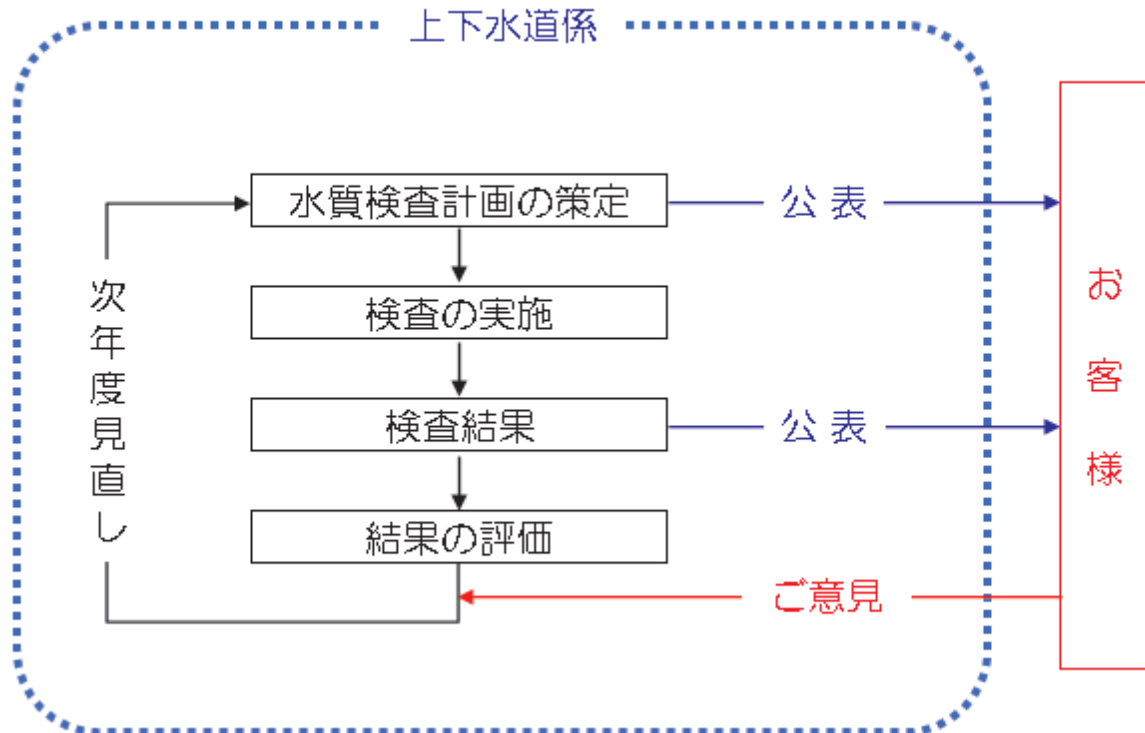 上下水道係
水質検査計画の策定
公表
検査の実施
検査結果
公表
結果の評価
ご意見
次年度見直し
お客様